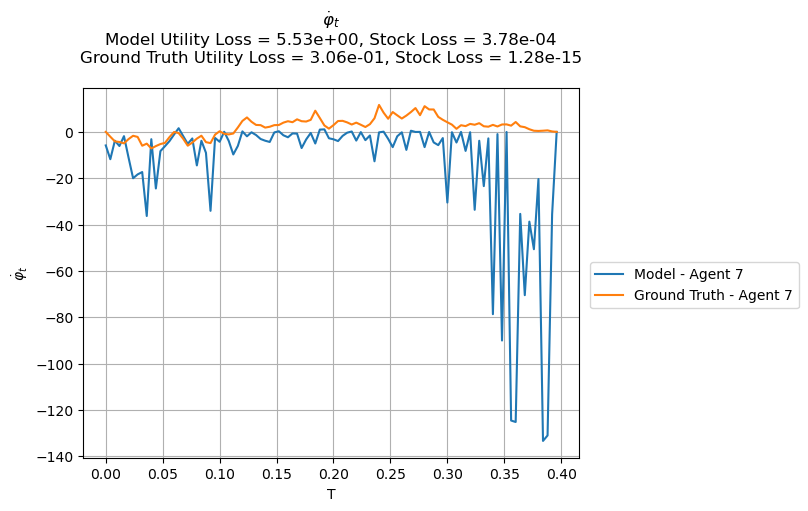 φ̇ₜ
Model Utility Loss = 5.53e+00, Stock Loss = 3.78e-04
Ground Truth Utility Loss = 3.06e-01, Stock Loss = 1.28e-15
φ̇ₜ
0
−20
−40
−60
−80
−100
−120
−140
0.00 0.05 0.10 0.15 0.20 0.25 0.30 0.35 0.40
T
Model - Agent 7
Ground Truth - Agent 7